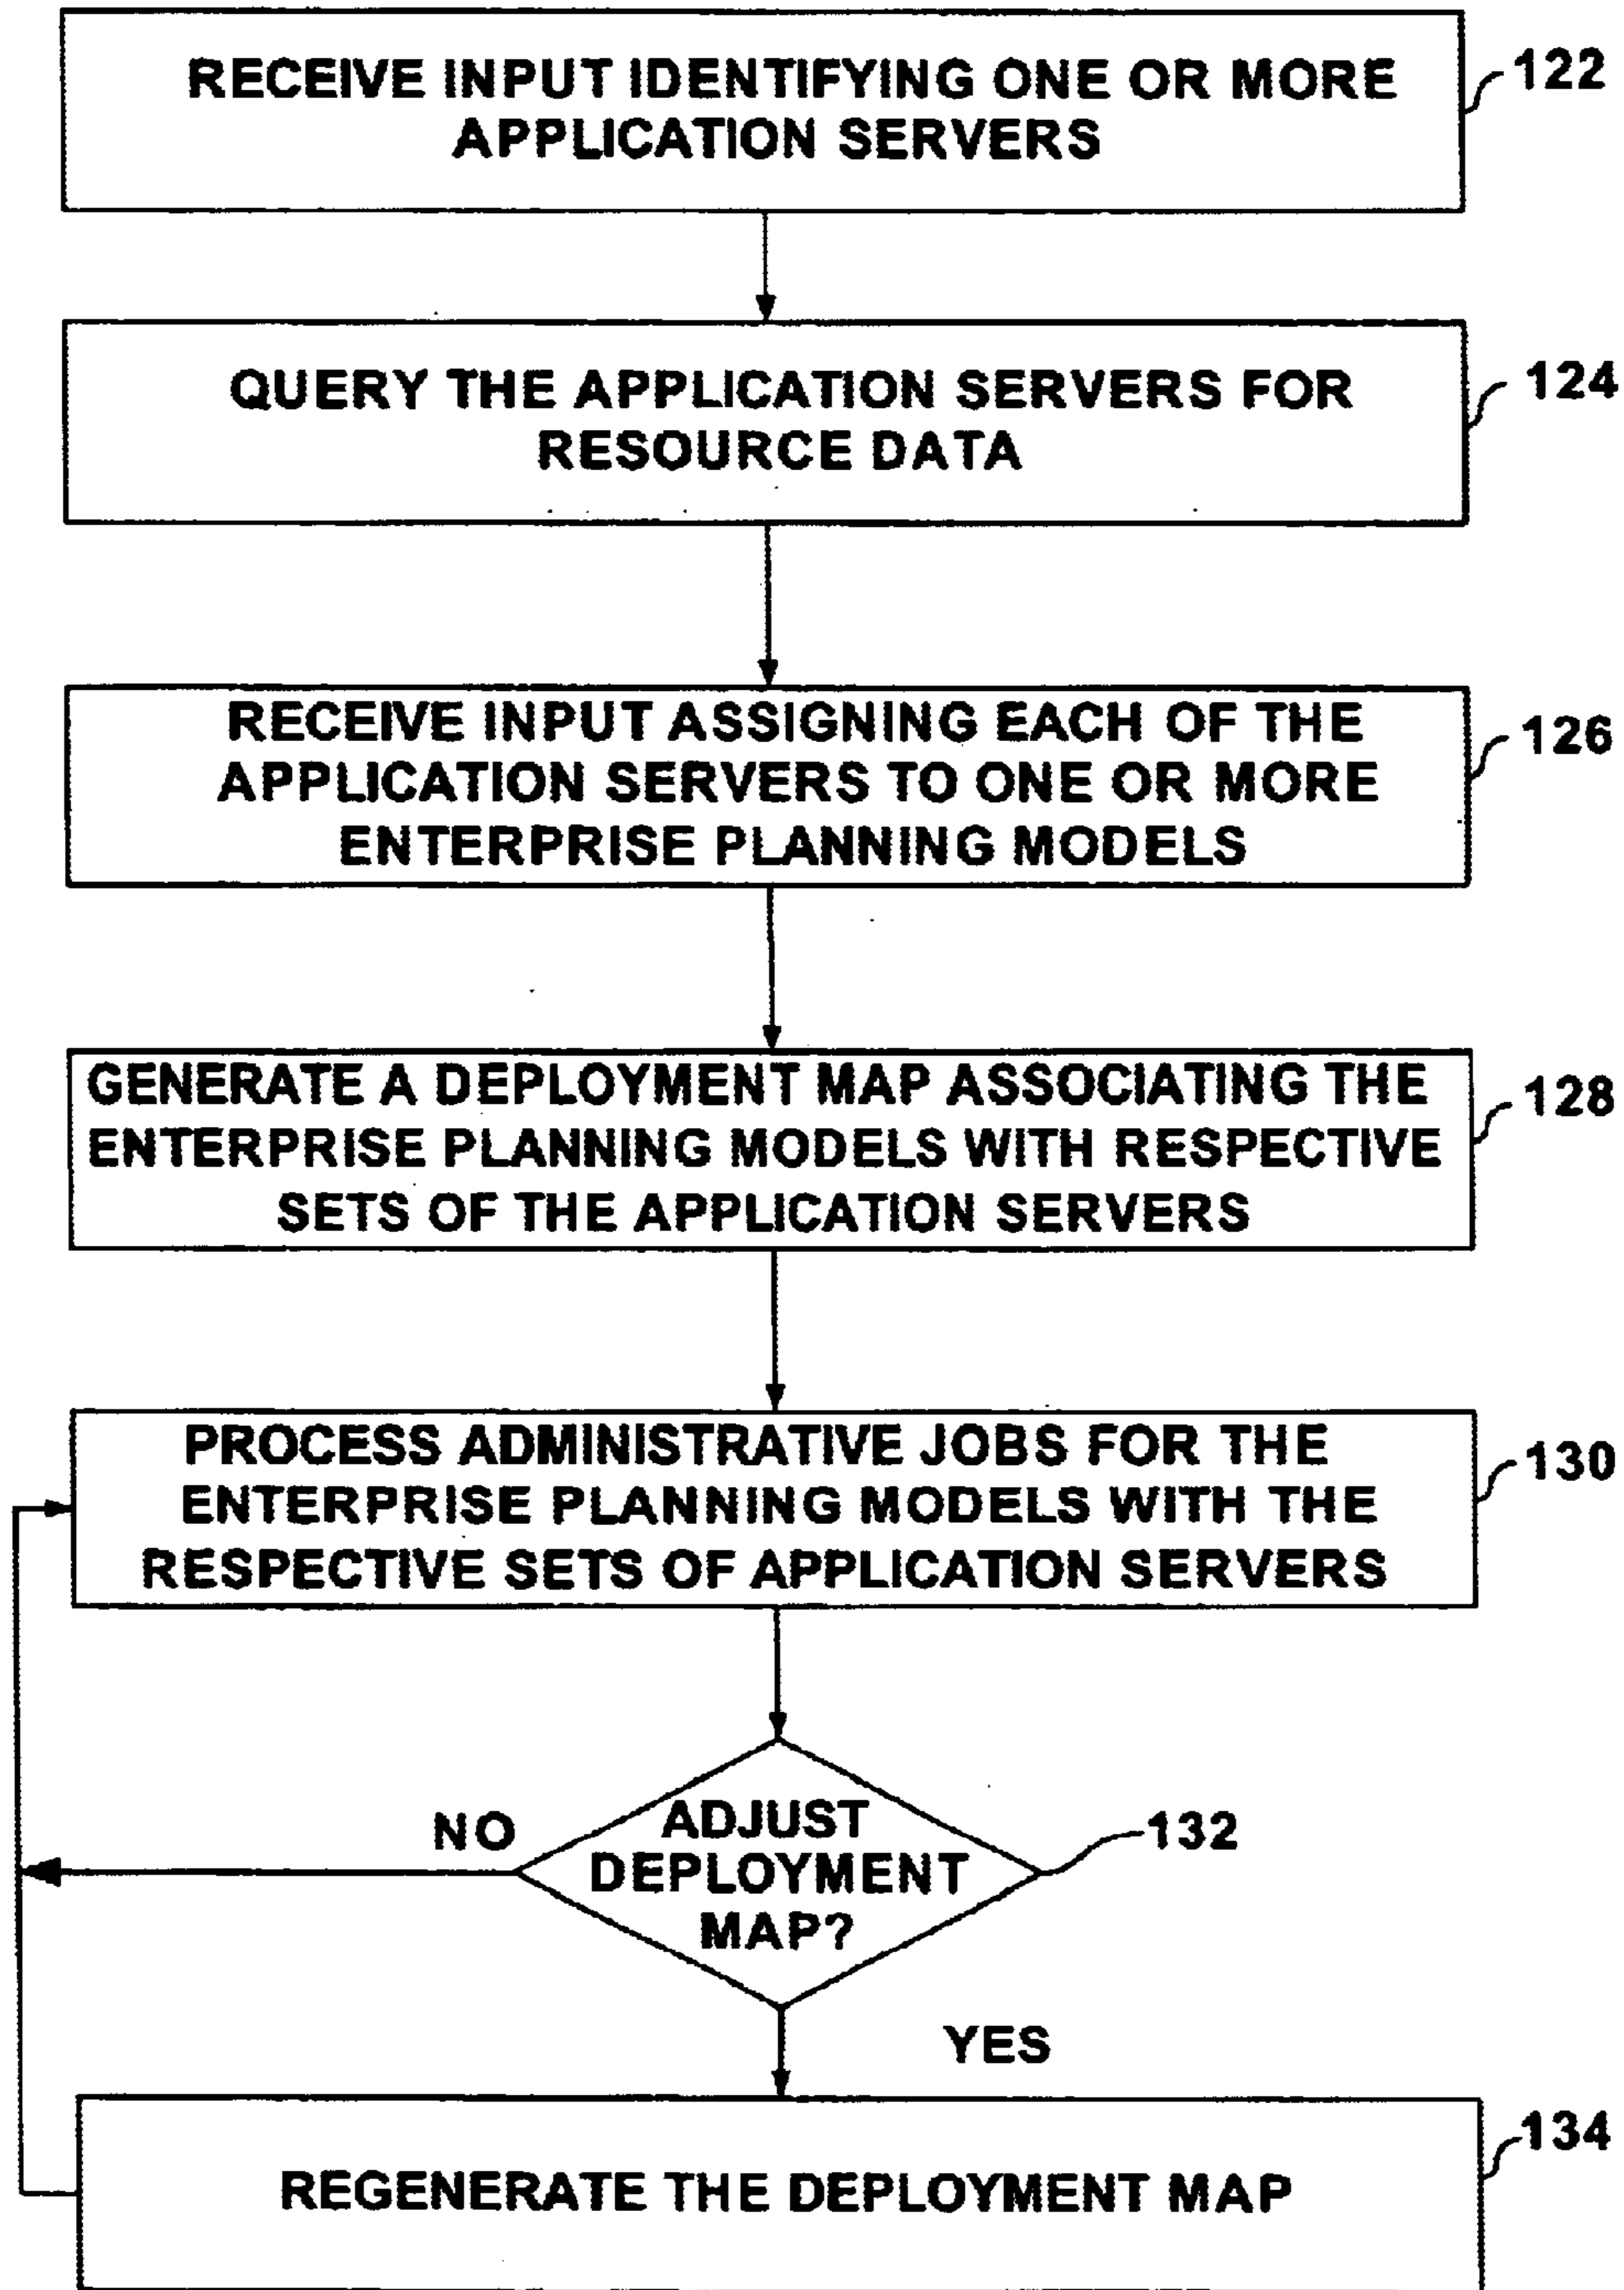 RECEIVE INPUT IDENTIFYING ONE OR MORE
APPLICATION SERVERS
122
QUERY THE APPLICATION SERVERS FOR
RESOURCE DATA
124
RECEIVE INPUT ASSIGNING EACH OF THE
APPLICATION SERVERS TO ONE OR MORE
ENTERPRISE PLANNING MODELS
126
GENERATE A DEPLOYMENT MAP ASSOCIATING THE
ENTERPRISE PLANNING MODELS WITH RESPECTIVE
SETS OF THE APPLICATION SERVERS
128
PROCESS ADMINISTRATIVE JOBS FOR THE
ENTERPRISE PLANNING MODELS WITH THE
RESPECTIVE SETS OF APPLICATION SERVERS
130
NO
ADJUST
DEPLOYMENT
MAP?
132
YES
REGENERATE THE DEPLOYMENT MAP
134